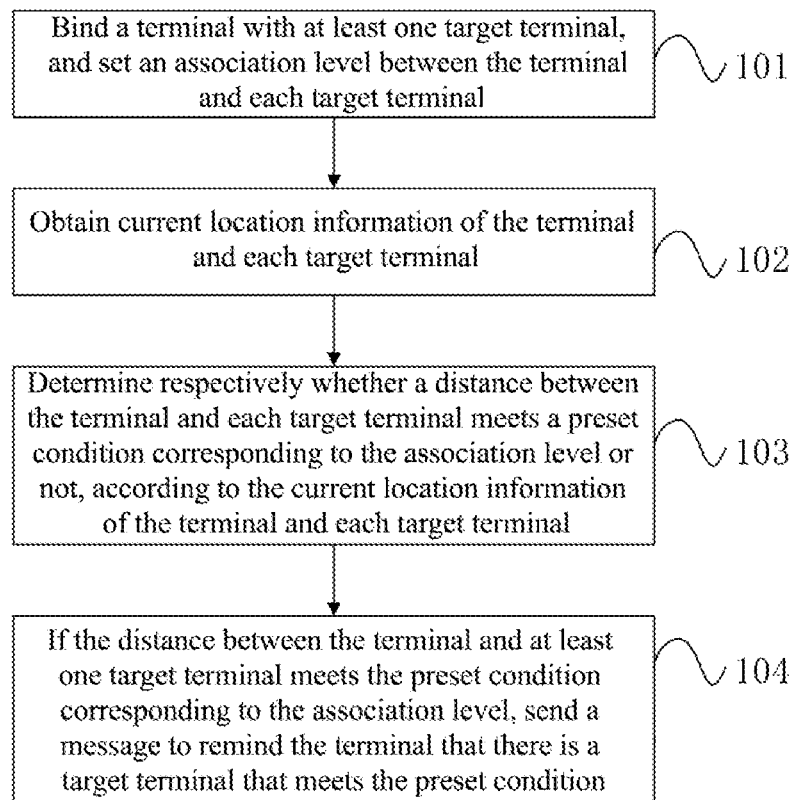 Bind a terminal with at least one target terminal,
and set an association level between the terminal
and each target terminal
101
Obtain current location information of the terminal
and each target terminal
102
Determine respectively whether a distance between
the terminal and each target terminal meets a preset
condition corresponding to the association level or
not, according to the current location information
of the terminal and each target terminal
103
If the distance between the terminal and at least
one target terminal meets the preset condition
corresponding to the association level, send a
message to remind the terminal that there is a
target terminal that meets the preset condition
104